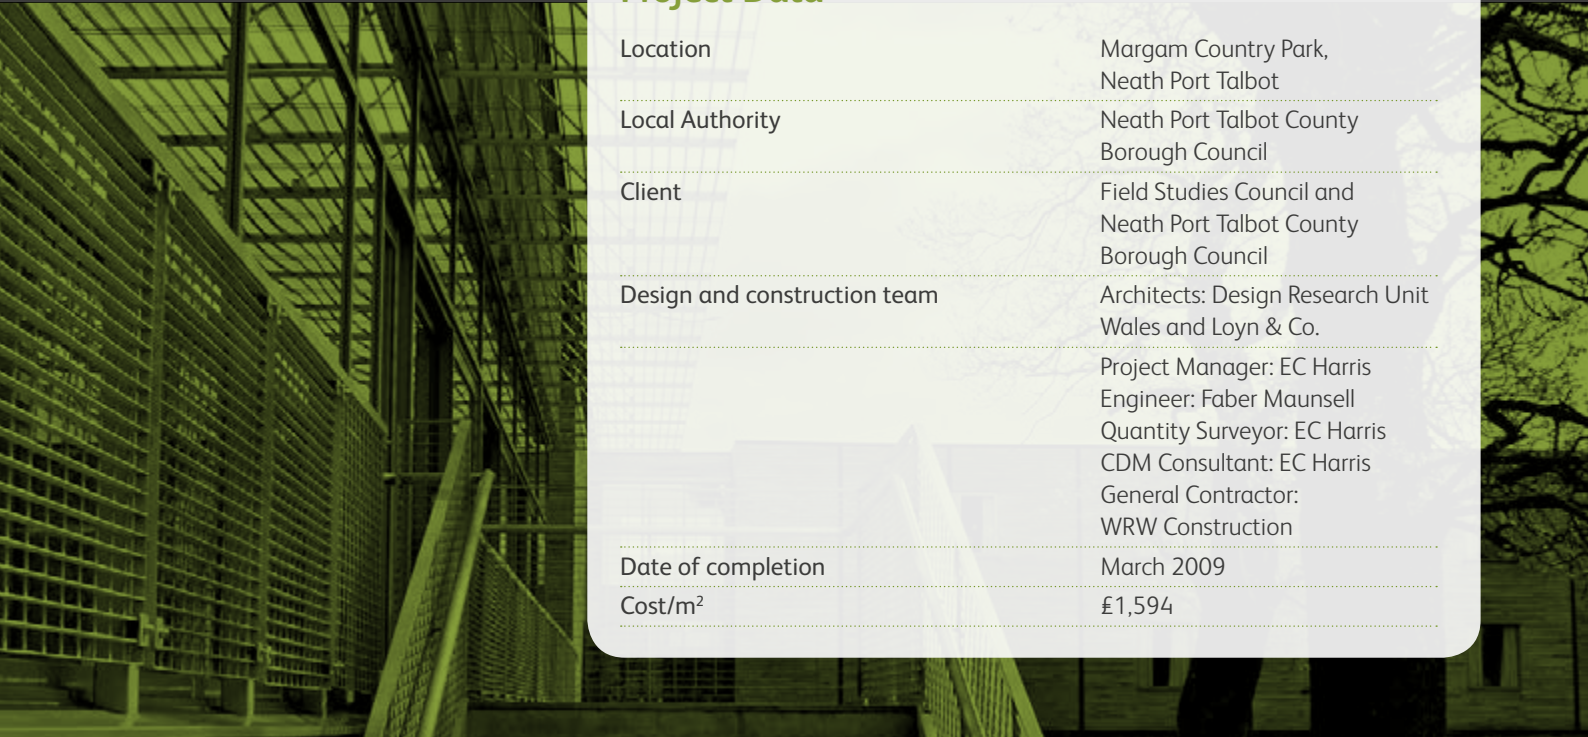 Project Data
Location
Margam Country Park,
Neath Port Talbot
Local Authority
Neath Port Talbot County
Borough Council
Client
Field Studies Council and
Neath Port Talbot County
Borough Council
Design and construction team
Architects: Design Research Unit
Wales and Loyn & Co.
Project Manager: EC Harris
Engineer: Faber Maunsell
Quantity Surveyor: EC Harris
CDM Consultant: EC Harris
General Contractor:
WRW Construction
Date of completion
March 2009
Cost/m²
£1,594